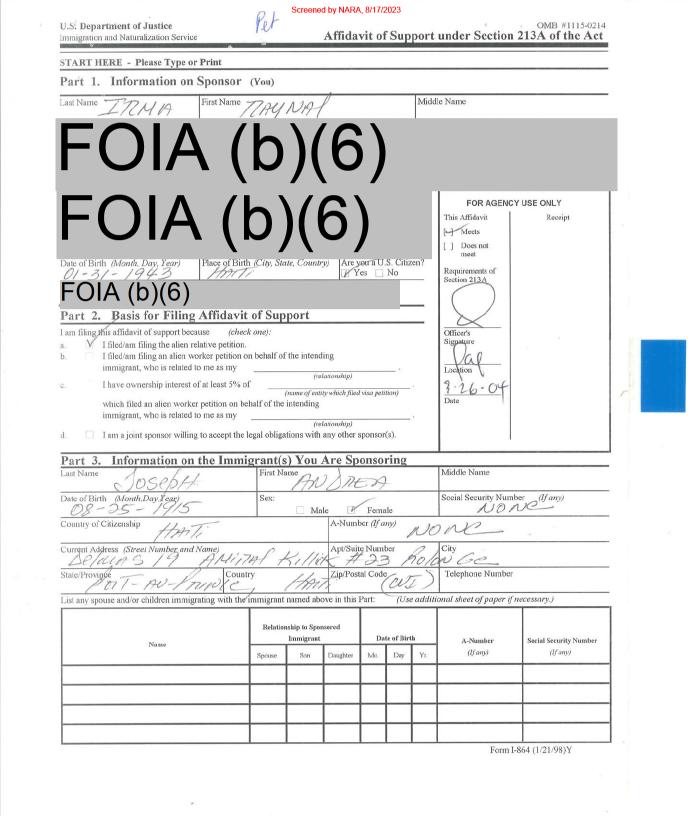 Screened by NARA, 8/17/2023
Pet
U.S. Department of Justice
Immigration and Naturalization Service
OMB #1115-0214
Affidavit of Support under Section 213A of the Act
START HERE - Please Type or Print
Part 1. Information on Sponsor (You)
Last Name IRMA First Name RAYNAL Middle Name
FOIA (b)(6)
FOIA (b)(6)
FOR AGENCY USE ONLY
This Affidavit Receipt
[ ] Meets
[ ] Does not
meet
Requirements of
Section 213A
Officer's
Signature
Location
Date 8-26-04
Date of Birth (Month, Day, Year) Place of Birth (City, State, Country) Are you a U.S. Citizen?
01-31-1943 HAITI Yes No
FOIA (b)(6)
Part 2. Basis for Filing Affidavit of Support
I am filing this affidavit of support because (check one):
a. I filed/am filing the alien relative petition.
b. I filed/am filing an alien worker petition on behalf of the intending
immigrant, who is related to me as my
(relationship)
c. I have ownership interest of at least 5% of
(name of entity which filed visa petition)
which filed an alien worker petition on behalf of the intending
immigrant, who is related to me as my
(relationship)
d. I am a joint sponsor willing to accept the legal obligations with any other sponsor(s).
Part 3. Information on the Immigrant(s) You Are Sponsoring
Last Name JOSEPH First Name ANDREA Middle Name
Date of Birth (Month,Day,Year) Sex: Social Security Number (If any)
08-25-1915 Male Female NONE
Country of Citizenship HAITI A-Number (If any) NONE
Current Address (Street Number and Name) Apt/Suite Number City
19 Amiral Killick #23
State/Province Country Zip/Postal Code Telephone Number
PORT-AU-PRINCE, HAITI
List any spouse and/or children immigrating with the immigrant named above in this Part: (Use additional sheet of paper if necessary.)
Name Relationship to Sponsored Immigrant Date of Birth A-Number (If any) Social Security Number (If any)
Spouse Son Daughter Mo. Day Yr.
Form I-864 (1/21/98)Y